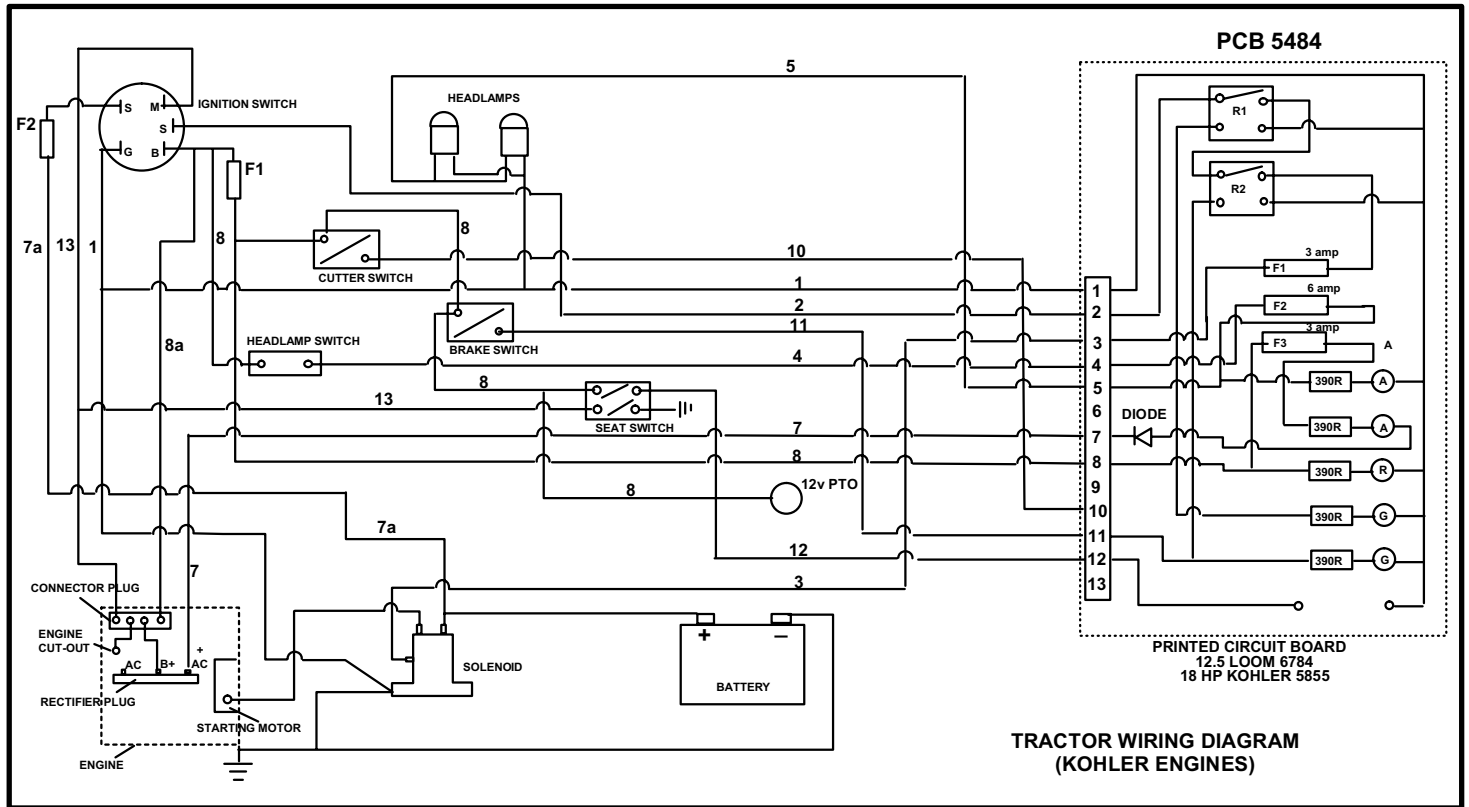 PCB 5484
5
S
M
IGNITION SWITCH
HEADLAMPS
F2
S
R1
G
B
F1
R2
7a
13
1
8
8
10
3 amp
F1
CUTTER SWITCH
1
1
6 amp
2
2
F2
11
3
3 amp
HEADLAMP SWITCH
BRAKE SWITCH
F3
A
8a
4
4
8
5
390R
A
13
6
DIODE
SEAT SWITCH
7
7
390R
A
8
8
390R
R
12v PTO
9
8
10
390R
G
7a
11
12
12
390R
G
7
3
13
CONNECTOR PLUG
ENGINE
CUT-OUT
+
AC
B+
AC
+
–
SOLENOID
PRINTED CIRCUIT BOARD
12.5 LOOM 6784
18 HP KOHLER 5855
BATTERY
RECTIFIER PLUG
STARTING MOTOR
TRACTOR WIRING DIAGRAM
(KOHLER ENGINES)
ENGINE